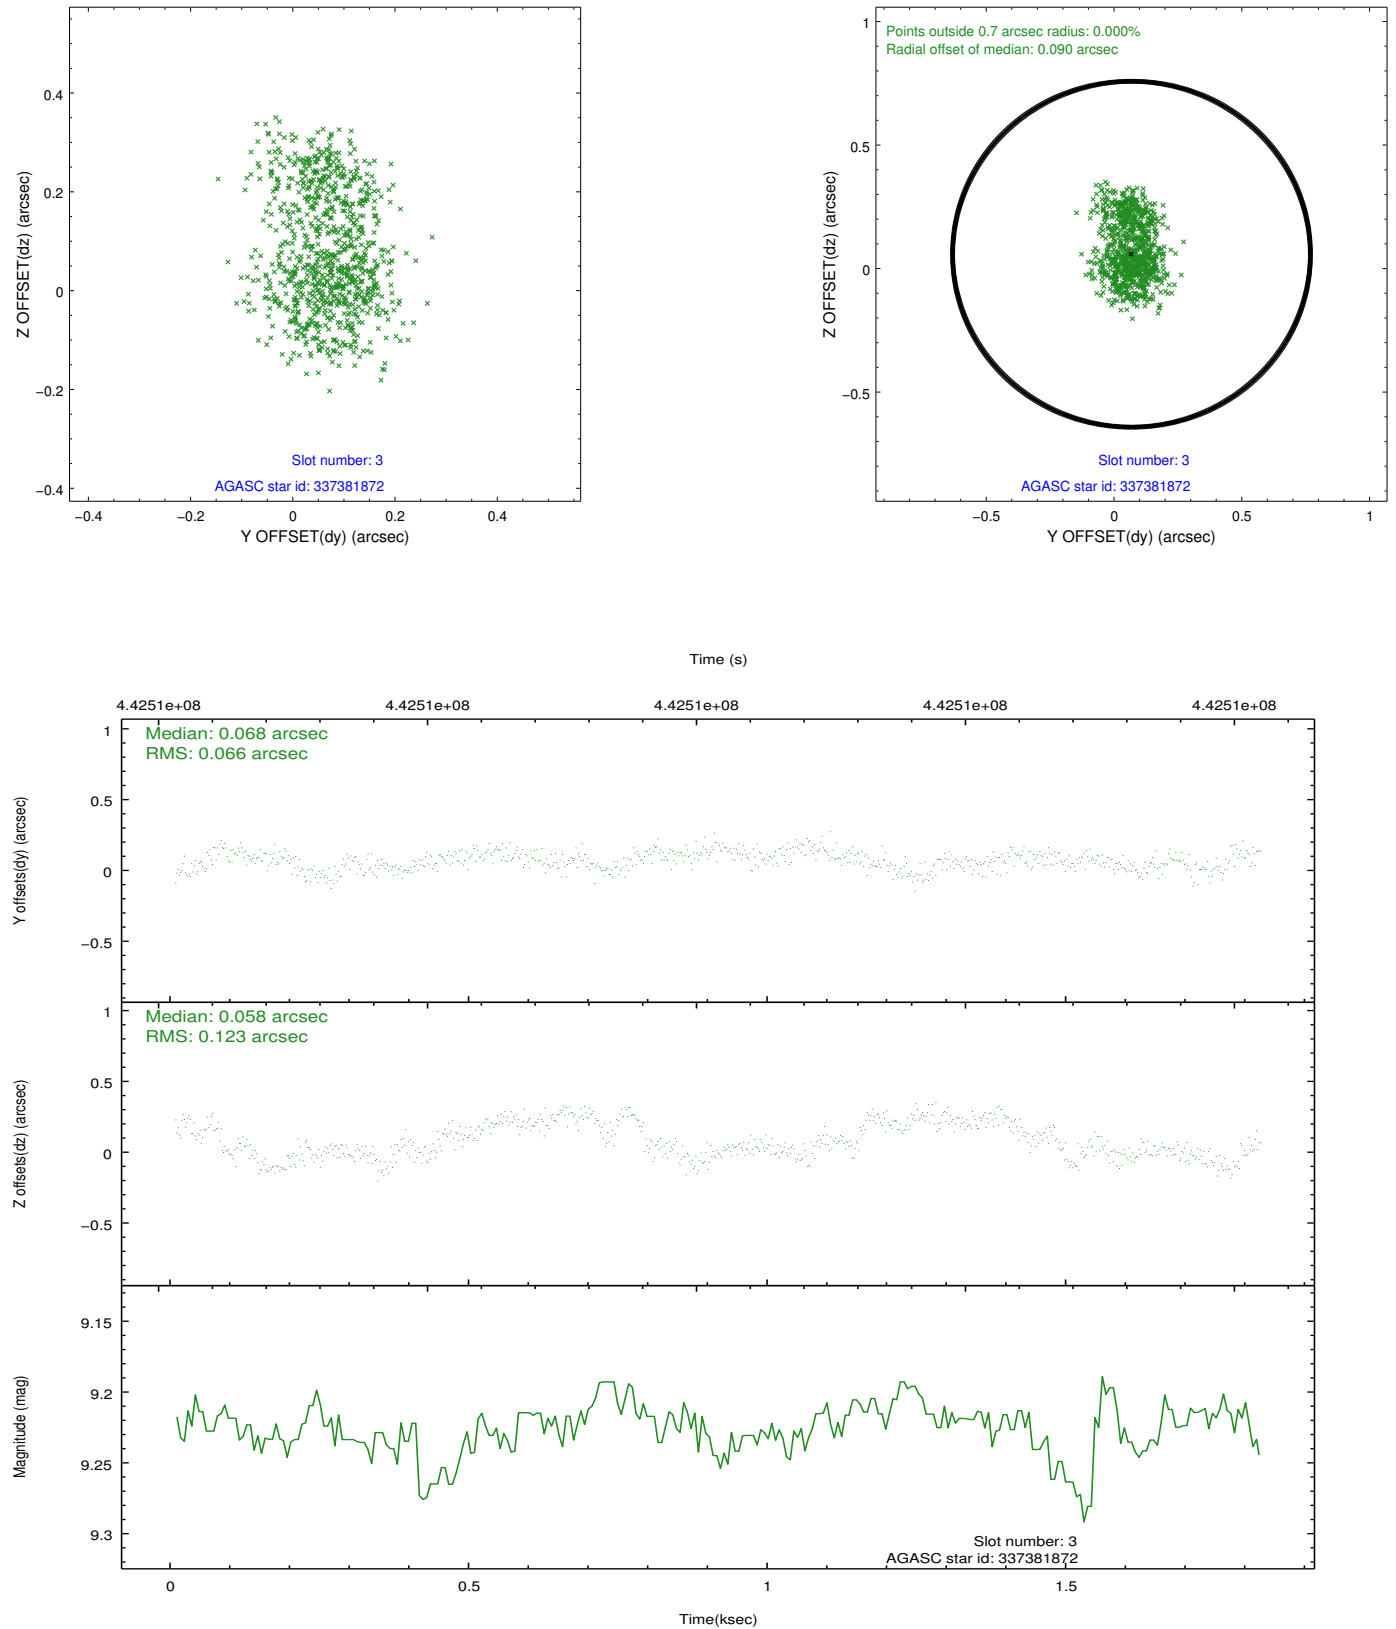 0.4
0.2
0
−0.2
−0.4
Z OFFSET(dz) (arcsec)
Slot number: 3
AGASC star id: 337381872
−0.4
−0.2
0
0.2
0.4
Y OFFSET(dy) (arcsec)
Points outside 0.7 arcsec radius: 0.000%
Radial offset of median: 0.090 arcsec
1
0.5
0
−0.5
Z OFFSET(dz) (arcsec)
Slot number: 3
AGASC star id: 337381872
−0.5
0
0.5
1
Y OFFSET(dy) (arcsec)
Time (s)
4.4251e+08
4.4251e+08
4.4251e+08
4.4251e+08
4.4251e+08
Median: 0.068 arcsec
RMS: 0.066 arcsec
1
0.5
0
−0.5
Y offsets(dy) (arcsec)
Median: 0.058 arcsec
RMS: 0.123 arcsec
1
0.5
0
−0.5
Z offsets(dz) (arcsec)
9.15
9.2
9.25
9.3
Magnitude (mag)
Slot number: 3
AGASC star id: 337381872
0
0.5
1
1.5
Time(ksec)